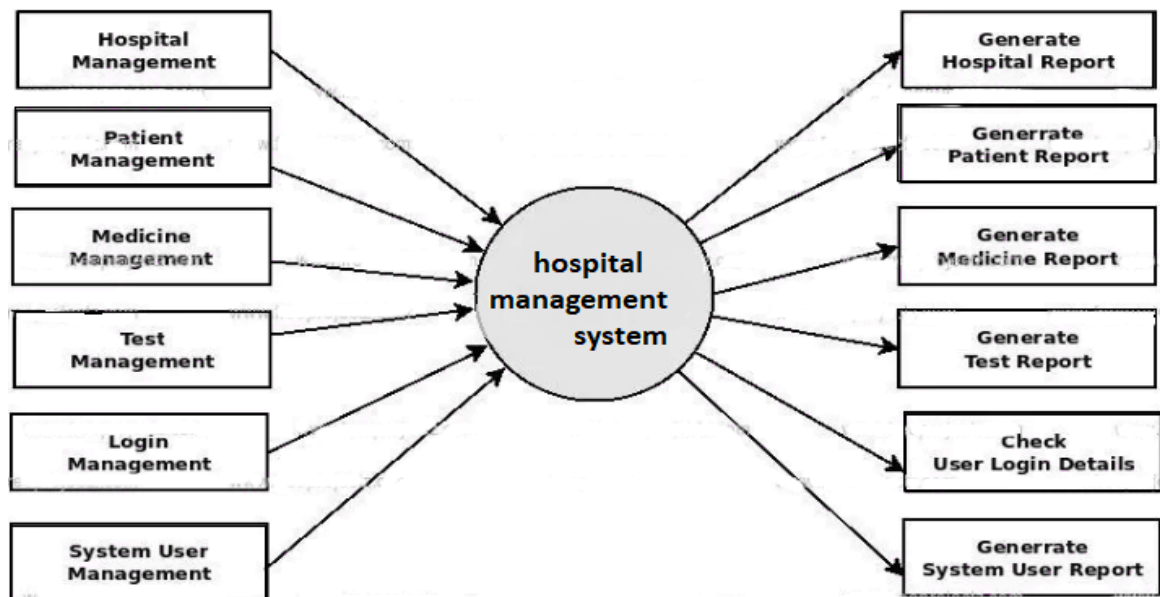 Hospital
Management
Patient
Management
Medicine
Management
Test
Management
Login
Management
System User
Management
hospital
management
system
Generate
Hospital Report
Generrate
Patient Report
Generate
Medicine Report
Generate
Test Report
Check
User Login Details
Generrate
System User Report